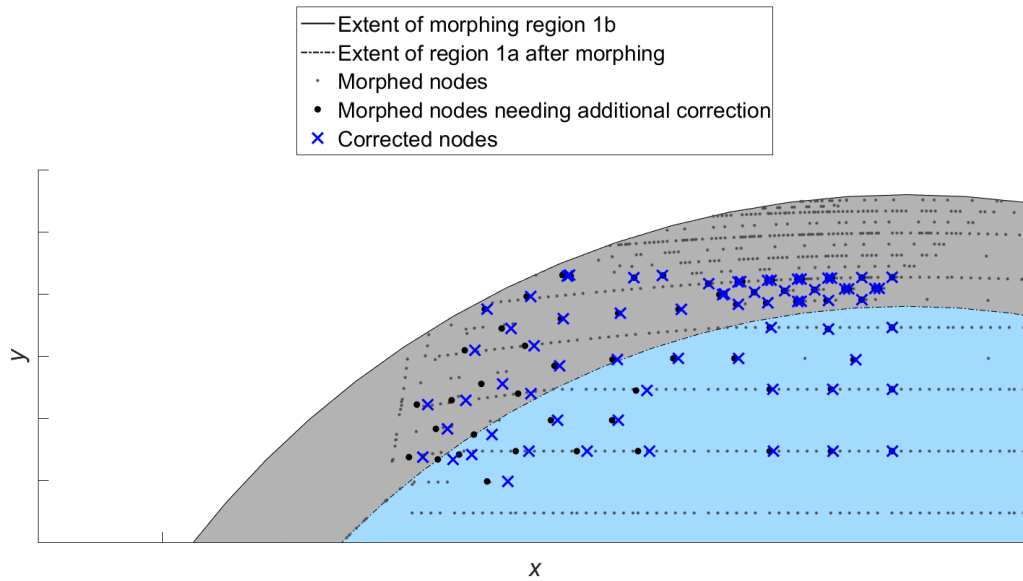 Extent of morphing region 1b
Extent of region 1a after morphing
Morphed nodes
Morphed nodes needing additional correction
Corrected nodes
y
x